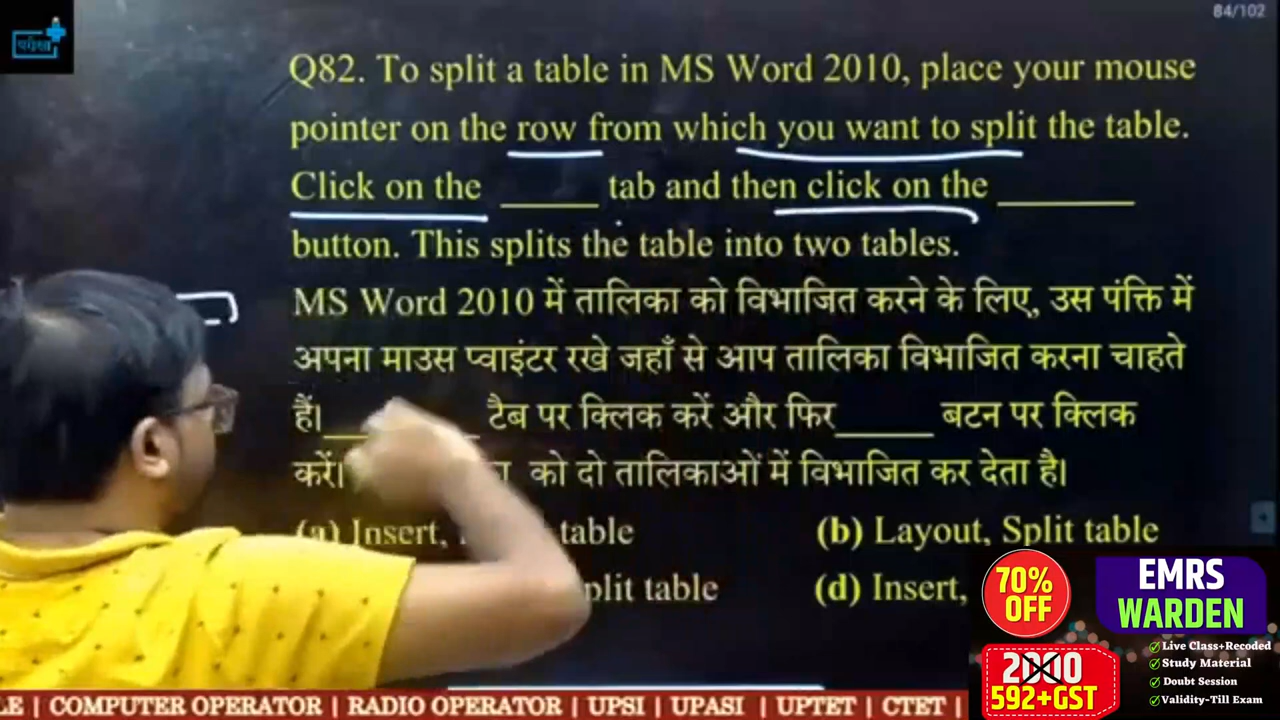 84/102
परीक्षा
Q82. To split a table in MS Word 2010, place your mouse
pointer on the row from which you want to split the table.
Click on the ______ tab and then click on the ________
button. This splits the table into two tables.
MS Word 2010 में तालिका को विभाजित करने के लिए, उस पंक्ति में
अपना माउस प्वाइंटर रखे जहाँ से आप तालिका विभाजित करना चाहते
हैं। टैब पर क्लिक करें और फिर______ बटन पर क्लिक
करें। को दो तालिकाओं में विभाजित कर देता है।
(a) Insert, table
(b) Layout, Split table
plit table
(d) Insert,
70%
OFF
EMRS
WARDEN
2000
592+GST
Live Class+Recoded
Study Material
Doubt Session
Validity-Till Exam
LE | COMPUTER OPERATOR | RADIO OPERATOR | UPSI | UPASI | UPTET | CTET |